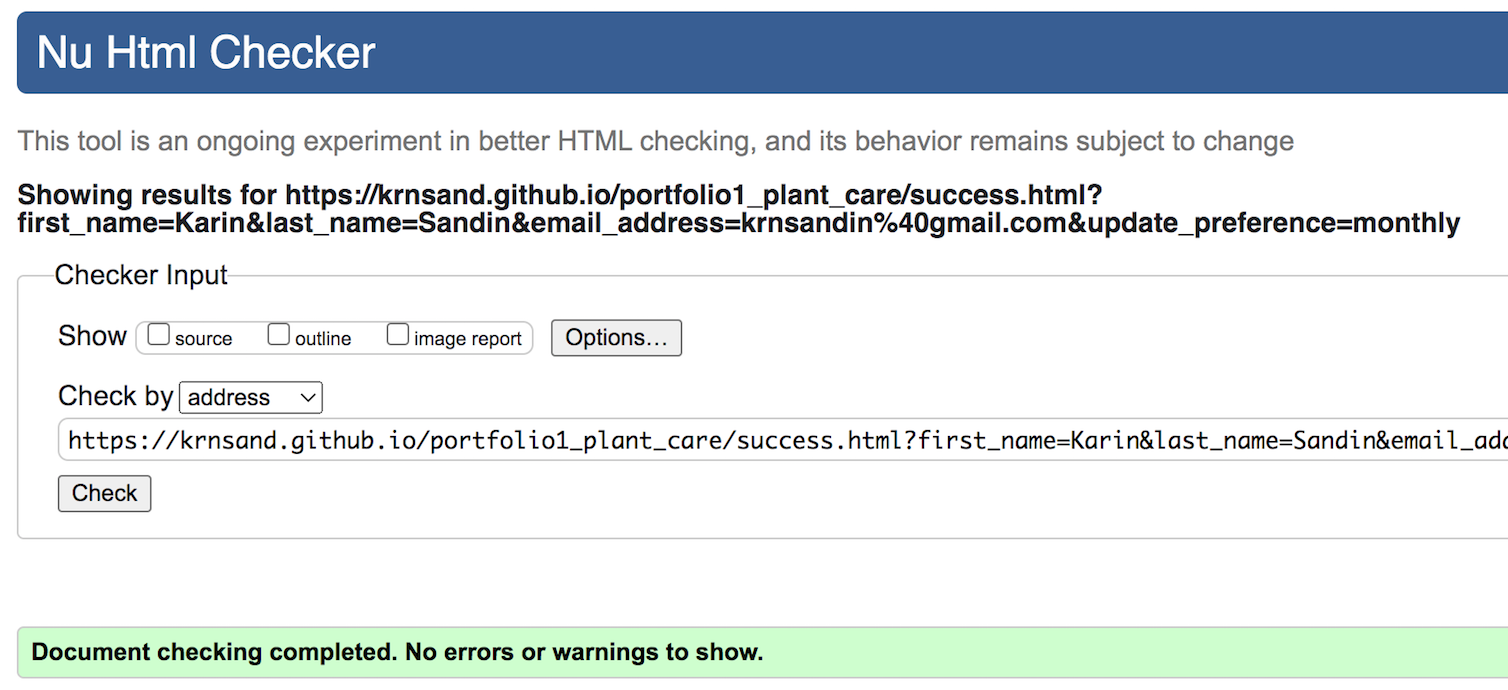 Nu Html Checker
This tool is an ongoing experiment in better HTML checking, and its behavior remains subject to change
Showing results for https://krnsand.github.io/portfolio1_plant_care/success.html?
first_name=Karin&last_name=Sandin&email_address=krnsandin%40gmail.com&update_preference=monthly
Checker Input
Show source outline image report Options...
Check by address
https://krnsand.github.io/portfolio1_plant_care/success.html?first_name=Karin&last_name=Sandin&email_add
Check
Document checking completed. No errors or warnings to show.